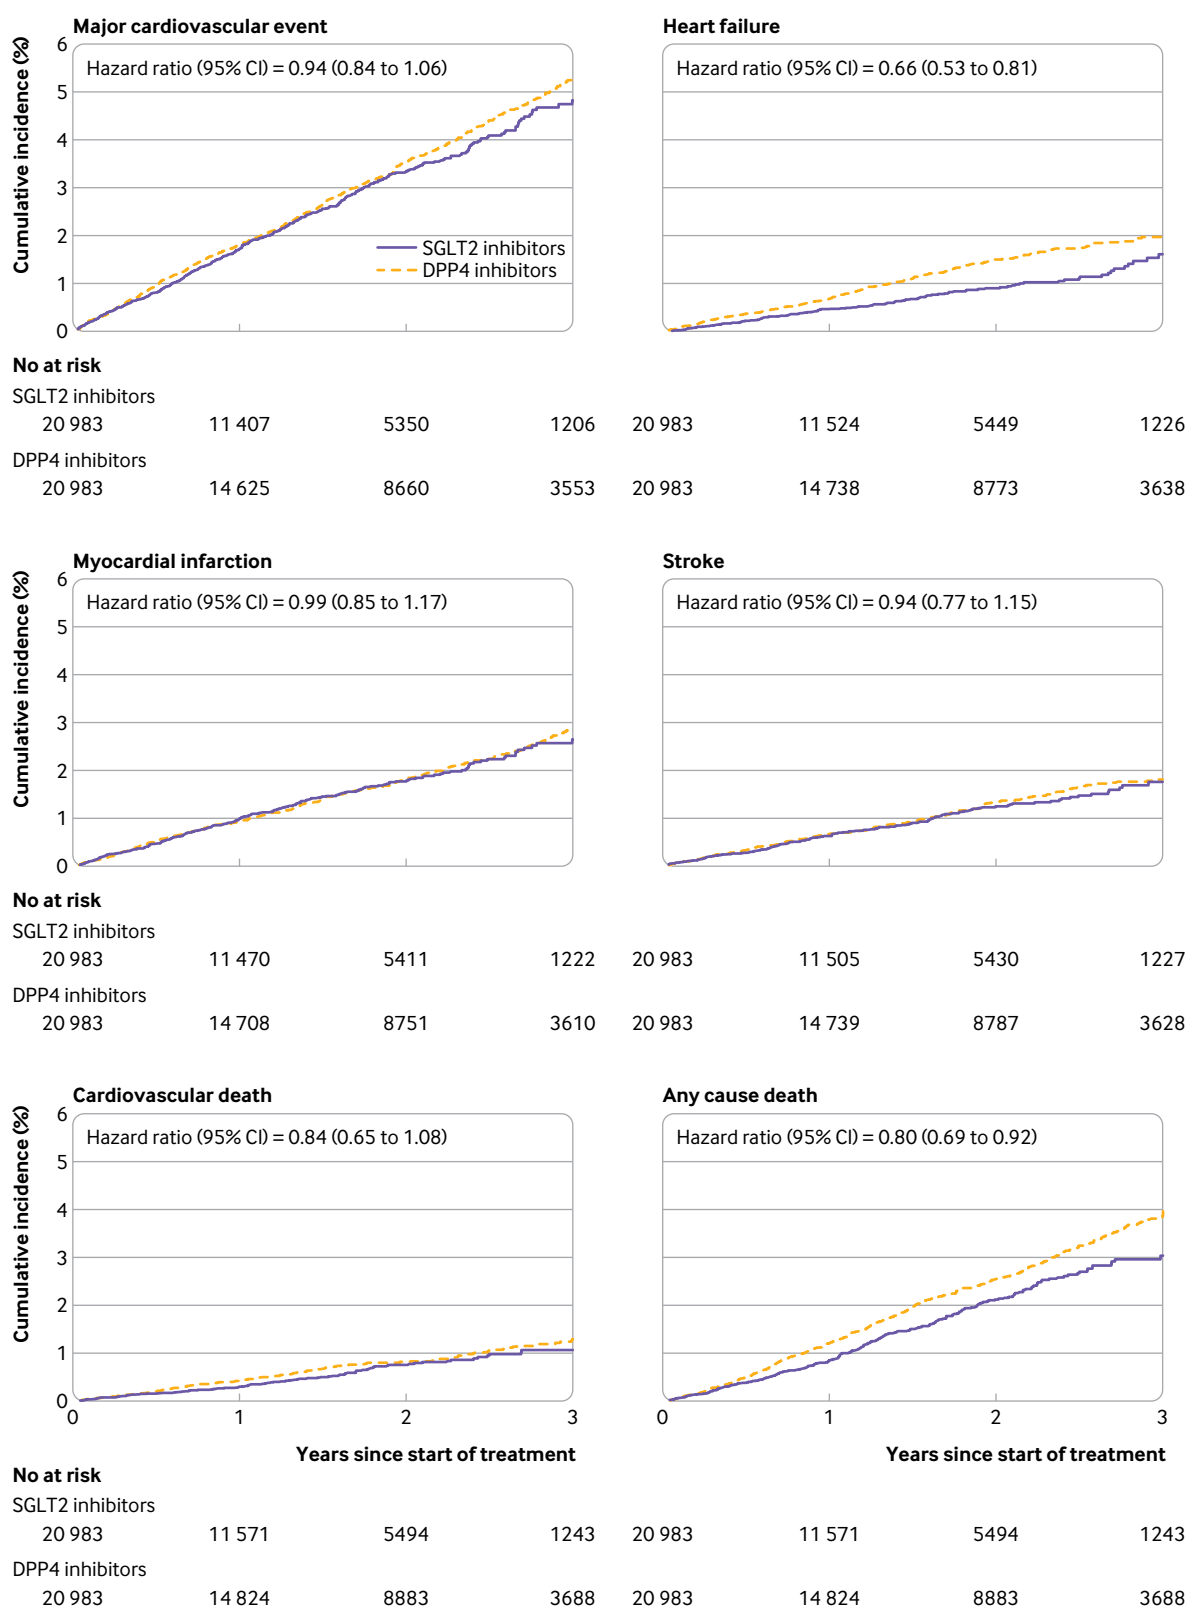 Major cardiovascular event
Cumulative incidence (%)
6
5
4
3
2
1
0
Hazard ratio (95% CI) = 0.94 (0.84 to 1.06)
SGLT2 inhibitors
DPP4 inhibitors
Heart failure
Hazard ratio (95% CI) = 0.66 (0.53 to 0.81)
No at risk
SGLT2 inhibitors
20 983 11 407 5350 1206 20 983 11 524 5449 1226
DPP4 inhibitors
20 983 14 625 8660 3553 20 983 14 738 8773 3638
Myocardial infarction
Cumulative incidence (%)
6
5
4
3
2
1
0
Hazard ratio (95% CI) = 0.99 (0.85 to 1.17)
Stroke
Hazard ratio (95% CI) = 0.94 (0.77 to 1.15)
No at risk
SGLT2 inhibitors
20 983 11 470 5411 1222 20 983 11 505 5430 1227
DPP4 inhibitors
20 983 14 708 8751 3610 20 983 14 739 8787 3628
Cardiovascular death
Cumulative incidence (%)
6
5
4
3
2
1
0
Hazard ratio (95% CI) = 0.84 (0.65 to 1.08)
0 1 2 3
Years since start of treatment
Any cause death
Hazard ratio (95% CI) = 0.80 (0.69 to 0.92)
0 1 2 3
Years since start of treatment
No at risk
SGLT2 inhibitors
20 983 11 571 5494 1243 20 983 11 571 5494 1243
DPP4 inhibitors
20 983 14 824 8883 3688 20 983 14 824 8883 3688